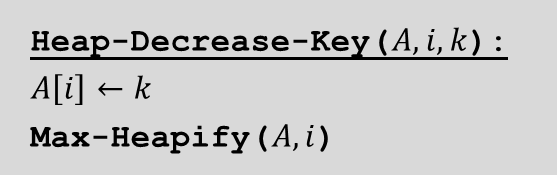 Heap-Decrease-Key(A, i, k):
A[i] ← k
Max-Heapify(A, i)